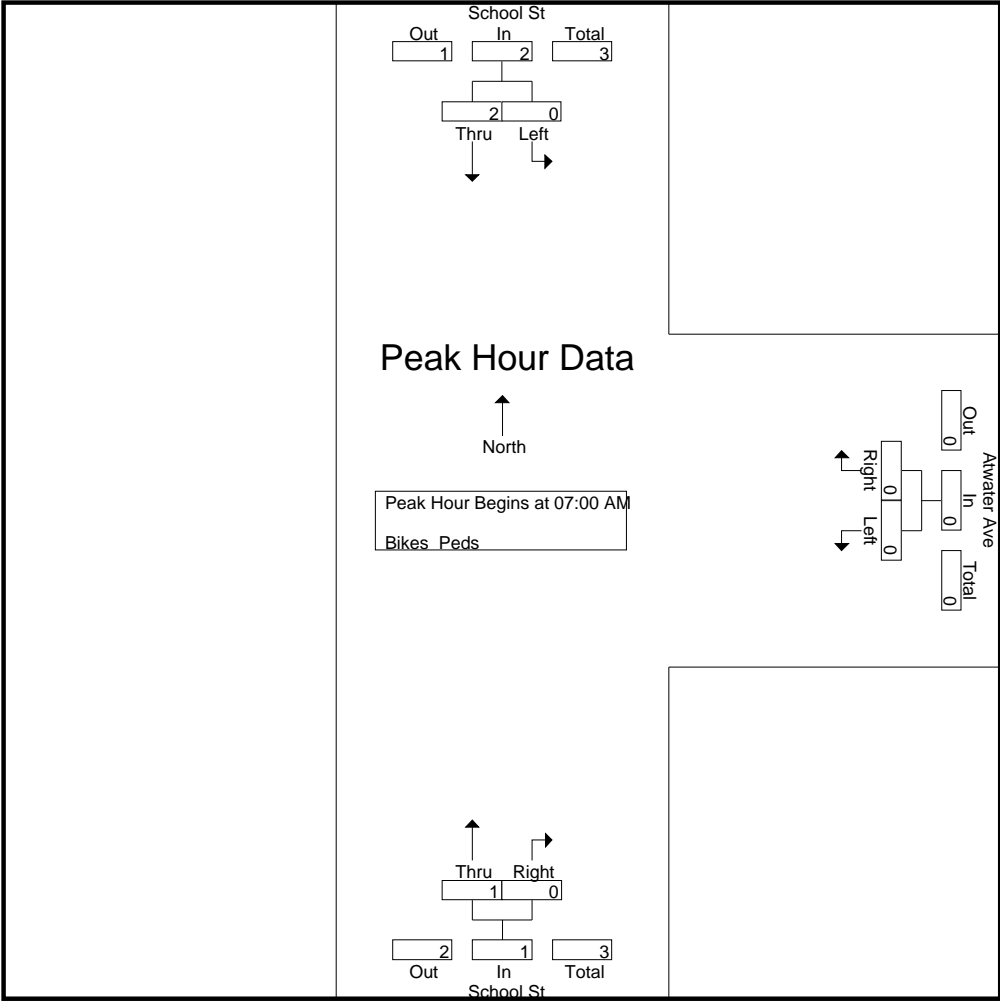 School St
Out In Total
1 2 3
2 0
Thru Left
Peak Hour Data
North
Peak Hour Begins at 07:00 AM
Bikes Peds
Atwater Ave
Out In Total
0 0 0
0 0
Right Left
Thru Right
1 0
2 1 3
Out In Total
School St